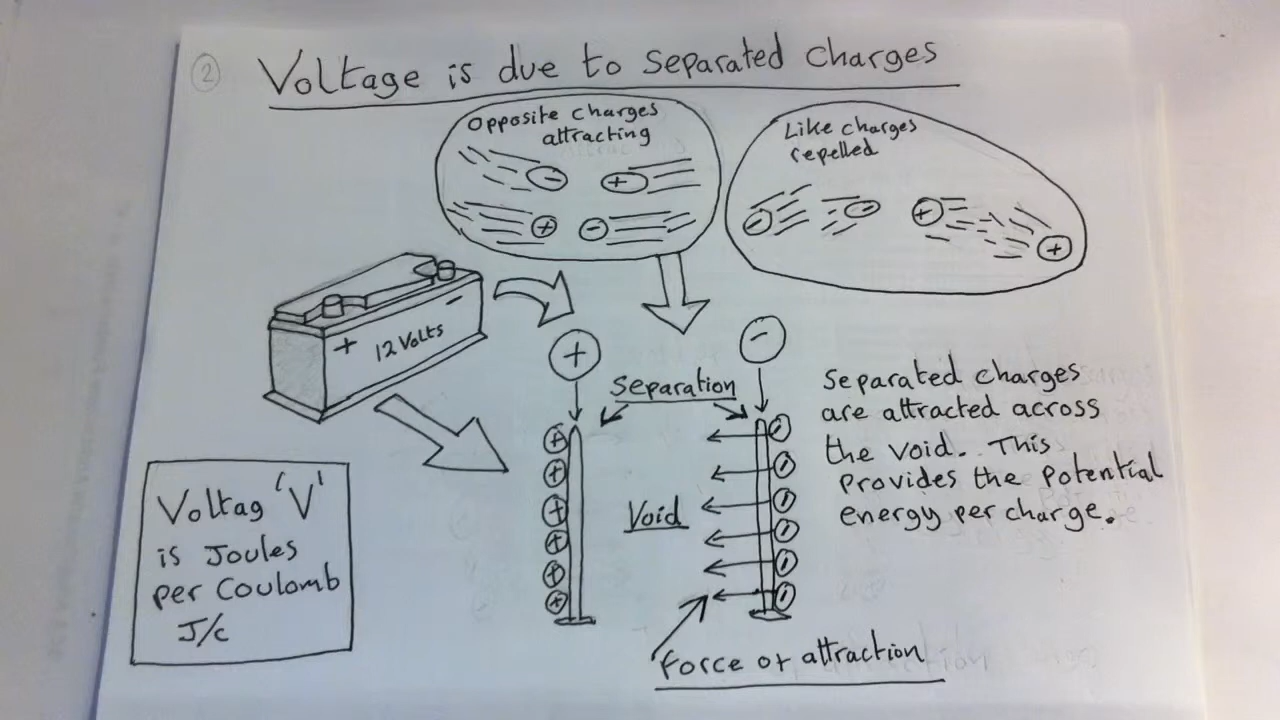 2
Voltage is due to separated charges
Opposite charges
attracting
− +
+ −
Like charges
repelled
− − + +
+ 12 Volts −
+
−
Separation
+ + + + + +
Void
− − − − − −
Separated charges
are attracted across
the void. This
provides the potential
energy per charge.
Voltag 'V'
is Joules
per Coulomb
J/c
force of attraction